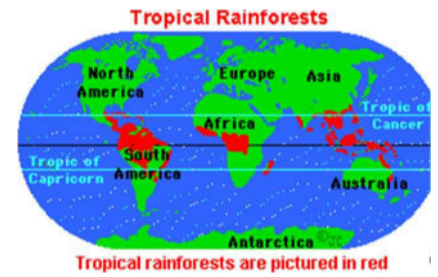 Tropical Rainforests
North
America
Europe
Asia
Africa
Tropic of
Cancer
Tropic of
Capricorn
South
America
Australia
Antarctica
Tropical rainforests are pictured in red